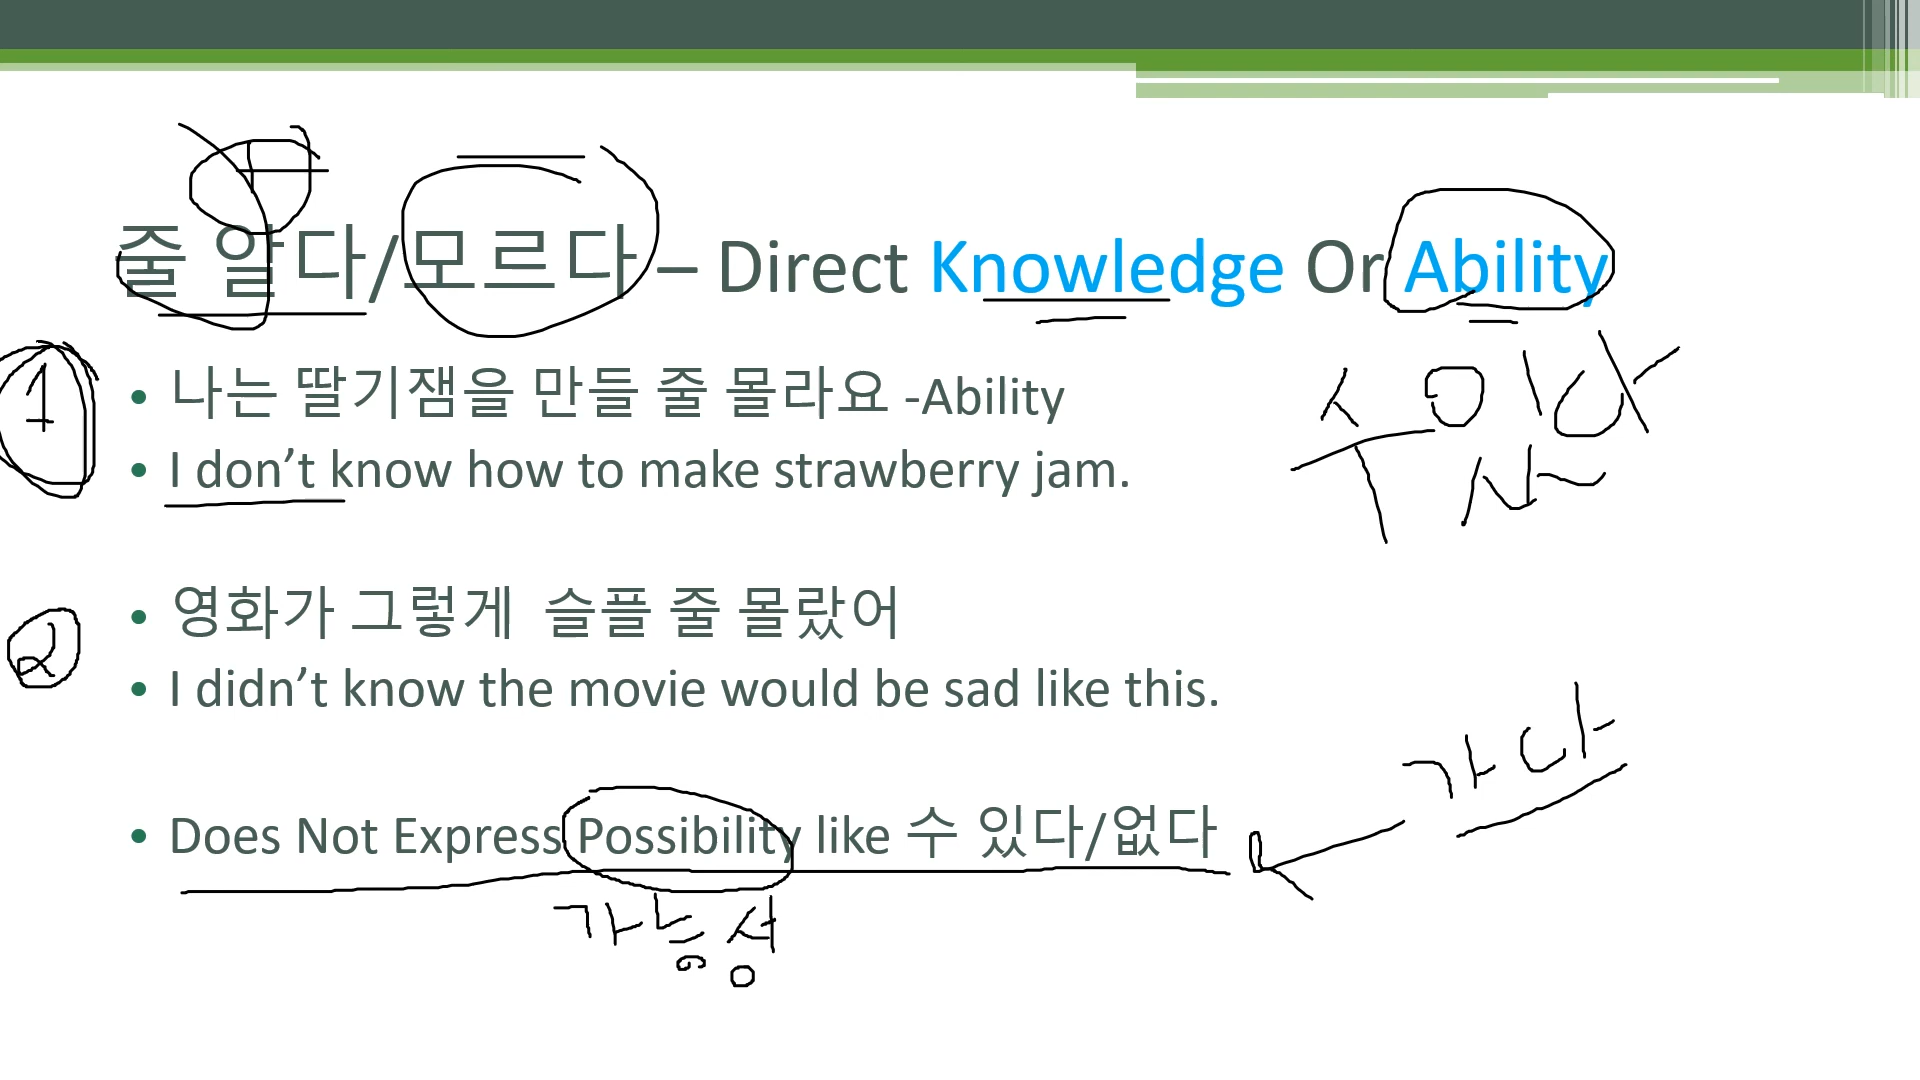 줄 알다/모르다 – Direct Knowledge Or Ability
1
• 나는 딸기잼을 만들 줄 몰라요 -Ability
• I don’t know how to make strawberry jam.
수 있다
2
• 영화가 그렇게 슬플 줄 몰랐어
• I didn’t know the movie would be sad like this.
가다
• Does Not Express Possibility like 수 있다/없다
가능성